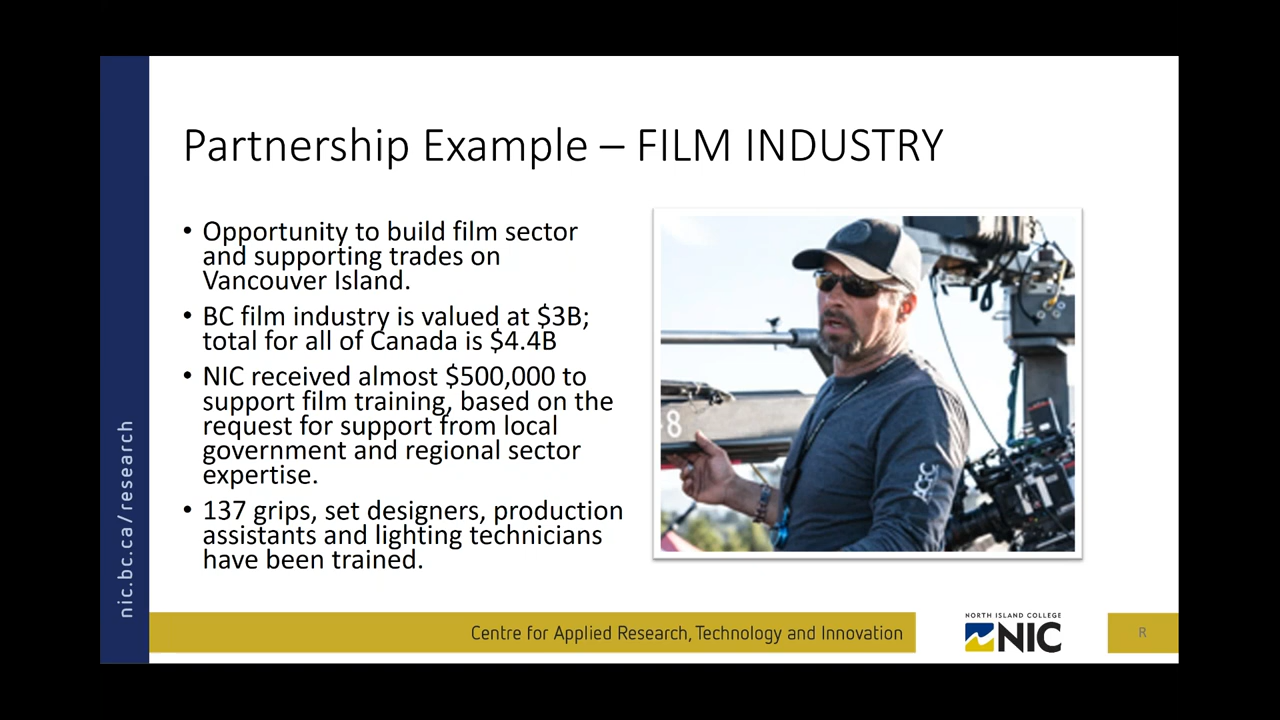 Partnership Example – FILM INDUSTRY
• Opportunity to build film sector
and supporting trades on
Vancouver Island.
• BC film industry is valued at $3B;
total for all of Canada is $4.4B
• NIC received almost $500,000 to
support film training, based on the
request for support from local
government and regional sector
expertise.
• 137 grips, set designers, production
assistants and lighting technicians
have been trained.
8
nic.bc.ca/research
Centre for Applied Research, Technology and Innovation
NORTH ISLAND COLLEGE
NIC
R